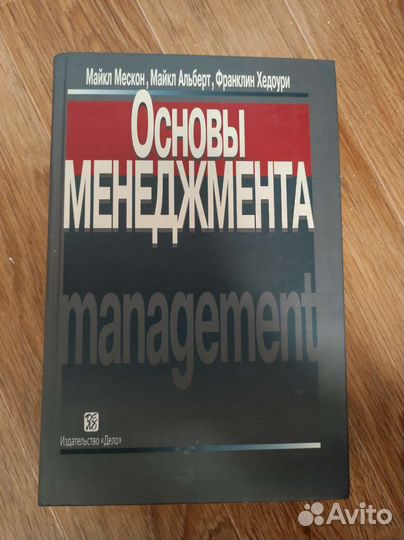 Майкл Мескон, Майкл Альберт, Франклин Хедоури
Основы
менеджмента
management
Издательство «Дело»
Avito